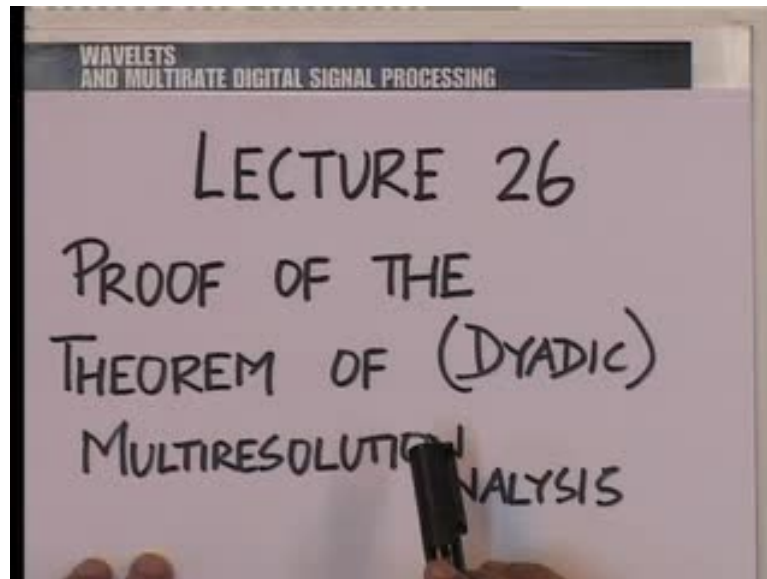 WAVELETS
AND MULTIRATE DIGITAL SIGNAL PROCESSING
LECTURE 26
PROOF OF THE
THEOREM OF (DYADIC)
MULTIRESOLUTION
ANALYSIS